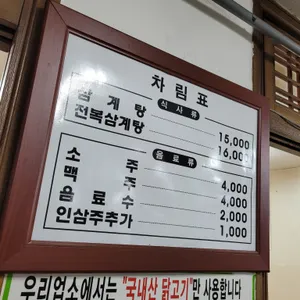 차림표
식사류
삼계탕 15,000
전복삼계탕 16,000
음료류
소주 4,000
맥주 4,000
음료수 2,000
인삼주추가 1,000
우리업소에서는 "국내산 닭고기"만 사용합니다